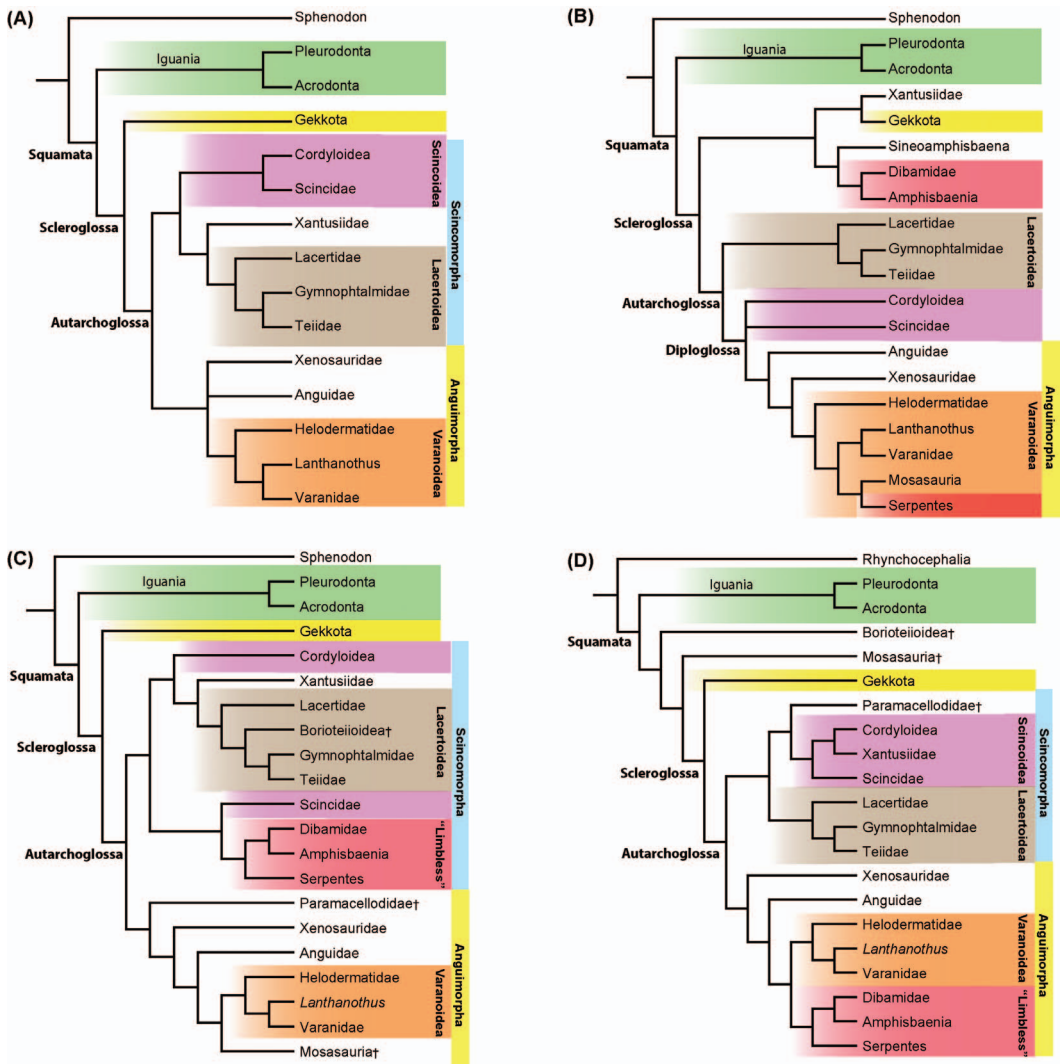 (A)
Sphenodon
Iguania
Pleurodonta
Acrodonta
Gekkota
Squamata
Cordyloidea
Scincidae
Scincoidea
Scincomorpha
Scleroglossa
Xantusiidae
Lacertidae
Gymnophtalmidae
Teiidae
Lacertoidea
Autarchoglossa
Xenosauridae
Anguidae
Helodermatidae
Lanthanothus
Varanidae
Varanoidea
Anguimorpha
(B)
Sphenodon
Iguania
Pleurodonta
Acrodonta
Xantusiidae
Gekkota
Squamata
Sineoamphisbaena
Dibamidae
Amphisbaenia
Scleroglossa
Lacertidae
Gymnophtalmidae
Teiidae
Lacertoidea
Autarchoglossa
Cordyloidea
Scincidae
Diploglossa
Anguidae
Xenosauridae
Helodermatidae
Lanthanothus
Varanidae
Mosasauria
Serpentes
Varanoidea
Anguimorpha
(C)
Sphenodon
Iguania
Pleurodonta
Acrodonta
Gekkota
Cordyloidea
Squamata
Xantusiidae
Lacertidae
Borioteiioidea†
Gymnophtalmidae
Teiidae
Lacertoidea
Scincomorpha
Scleroglossa
Scincidae
Dibamidae
Amphisbaenia
Serpentes
"Limbless"
Autarchoglossa
Paramacellodidae†
Xenosauridae
Anguidae
Helodermatidae
Lanthanothus
Varanidae
Varanoidea
Mosasauria†
Anguimorpha
(D)
Rhynchocephalia
Iguania
Pleurodonta
Acrodonta
Squamata
Borioteiioidea†
Mosasauria†
Gekkota
Paramacellodidae†
Cordyloidea
Xantusiidae
Scincidae
Scincoidea
Scincomorpha
Scleroglossa
Lacertidae
Gymnophtalmidae
Teiidae
Lacertoidea
Autarchoglossa
Xenosauridae
Anguidae
Helodermatidae
Lanthanothus
Varanidae
Varanoidea
Anguimorpha
Dibamidae
Amphisbaenia
Serpentes
"Limbless"